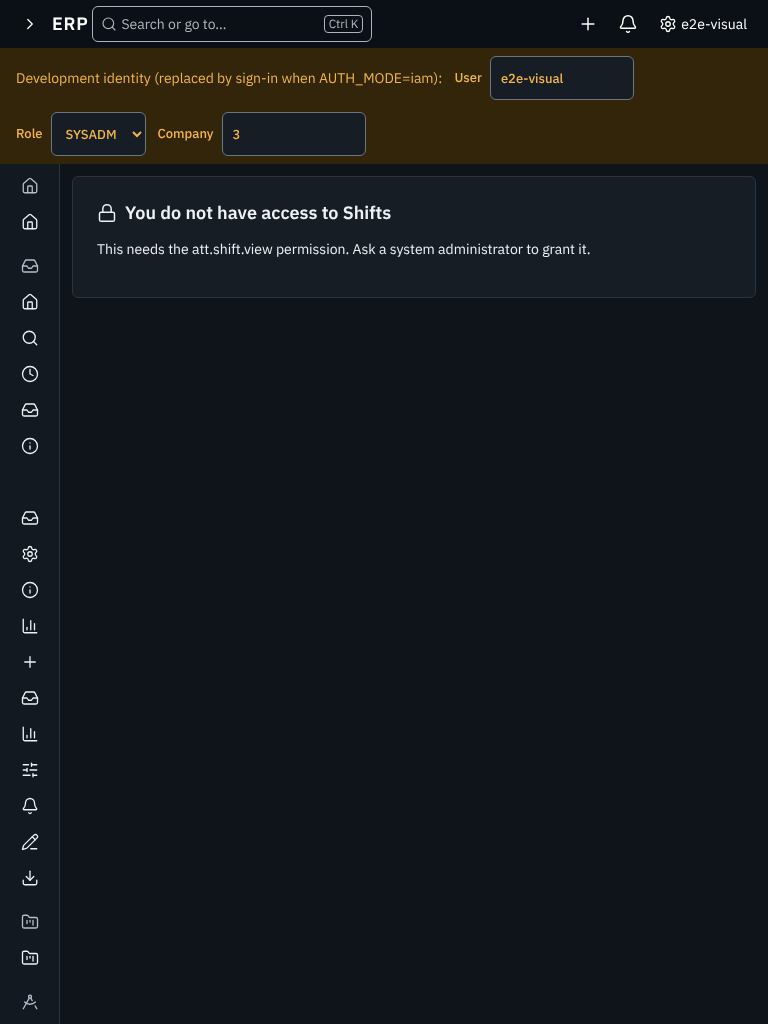 ERP Search or go to... Ctrl K e2e-visual
Development identity (replaced by sign-in when AUTH_MODE=iam): User e2e-visual
Role SYSADM Company 3
You do not have access to Shifts
This needs the att.shift.view permission. Ask a system administrator to grant it.